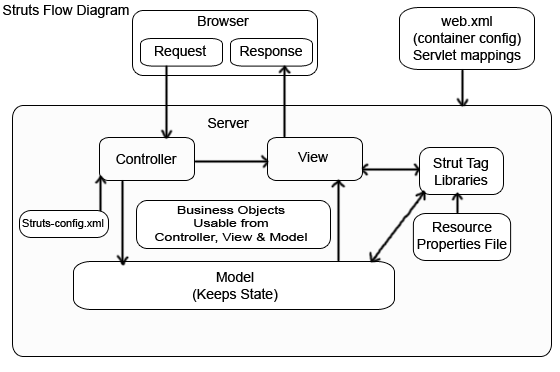 Struts Flow Diagram
Browser
Request
Response
web.xml
(container config)
Servlet mappings
Server
Controller
View
Strut Tag
Libraries
Struts-config.xml
Business Objects
Usable from
Controller, View & Model
Resource
Properties File
Model
(Keeps State)